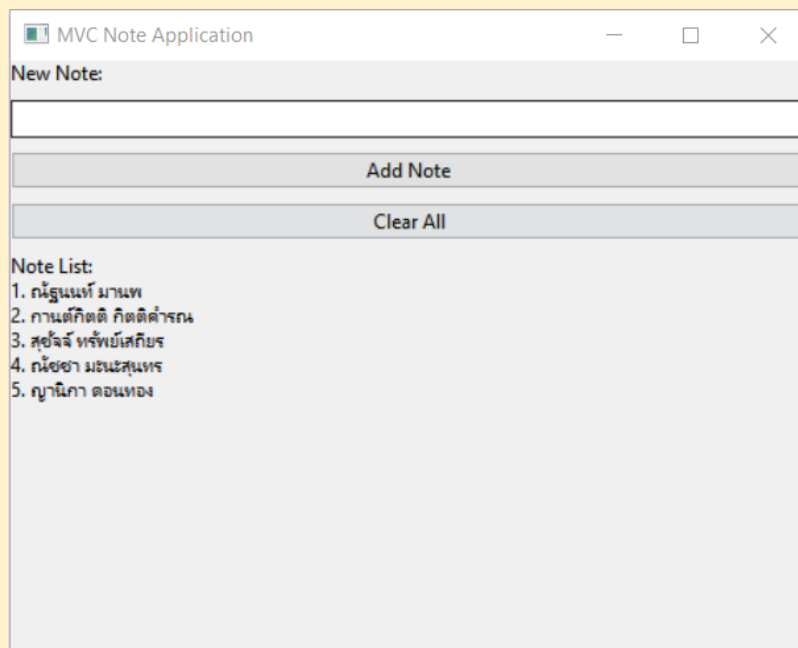 MVC Note Application
New Note:
Add Note
Clear All
Note List:
1. ณัฐนนท์ มานพ
2. กานต์กิตติ กิตติคำรณ
3. สุชัจจ์ ทรัพย์เสถียร
4. ณัชชา มะนะสุนทร
5. ญานิกา ดอนทอง